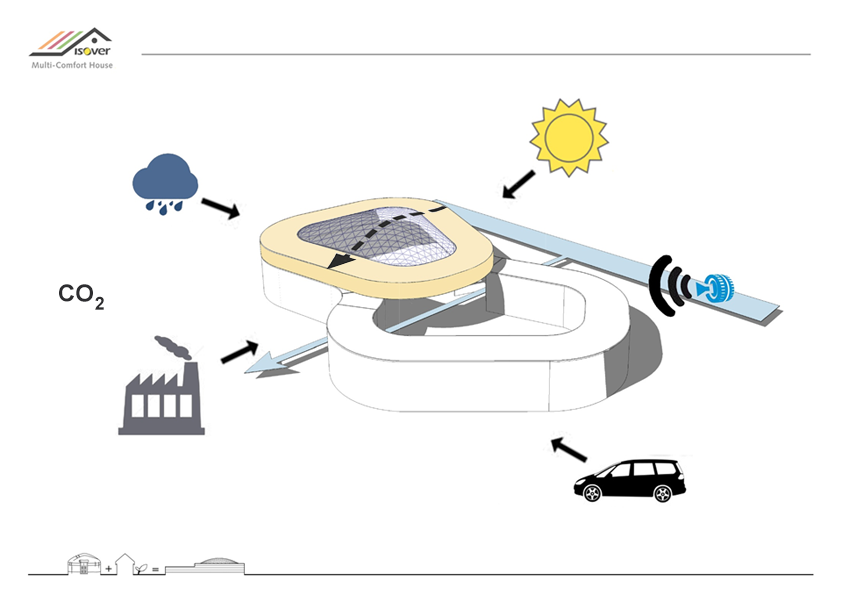 isover
Multi-Comfort House
CO2
+ =